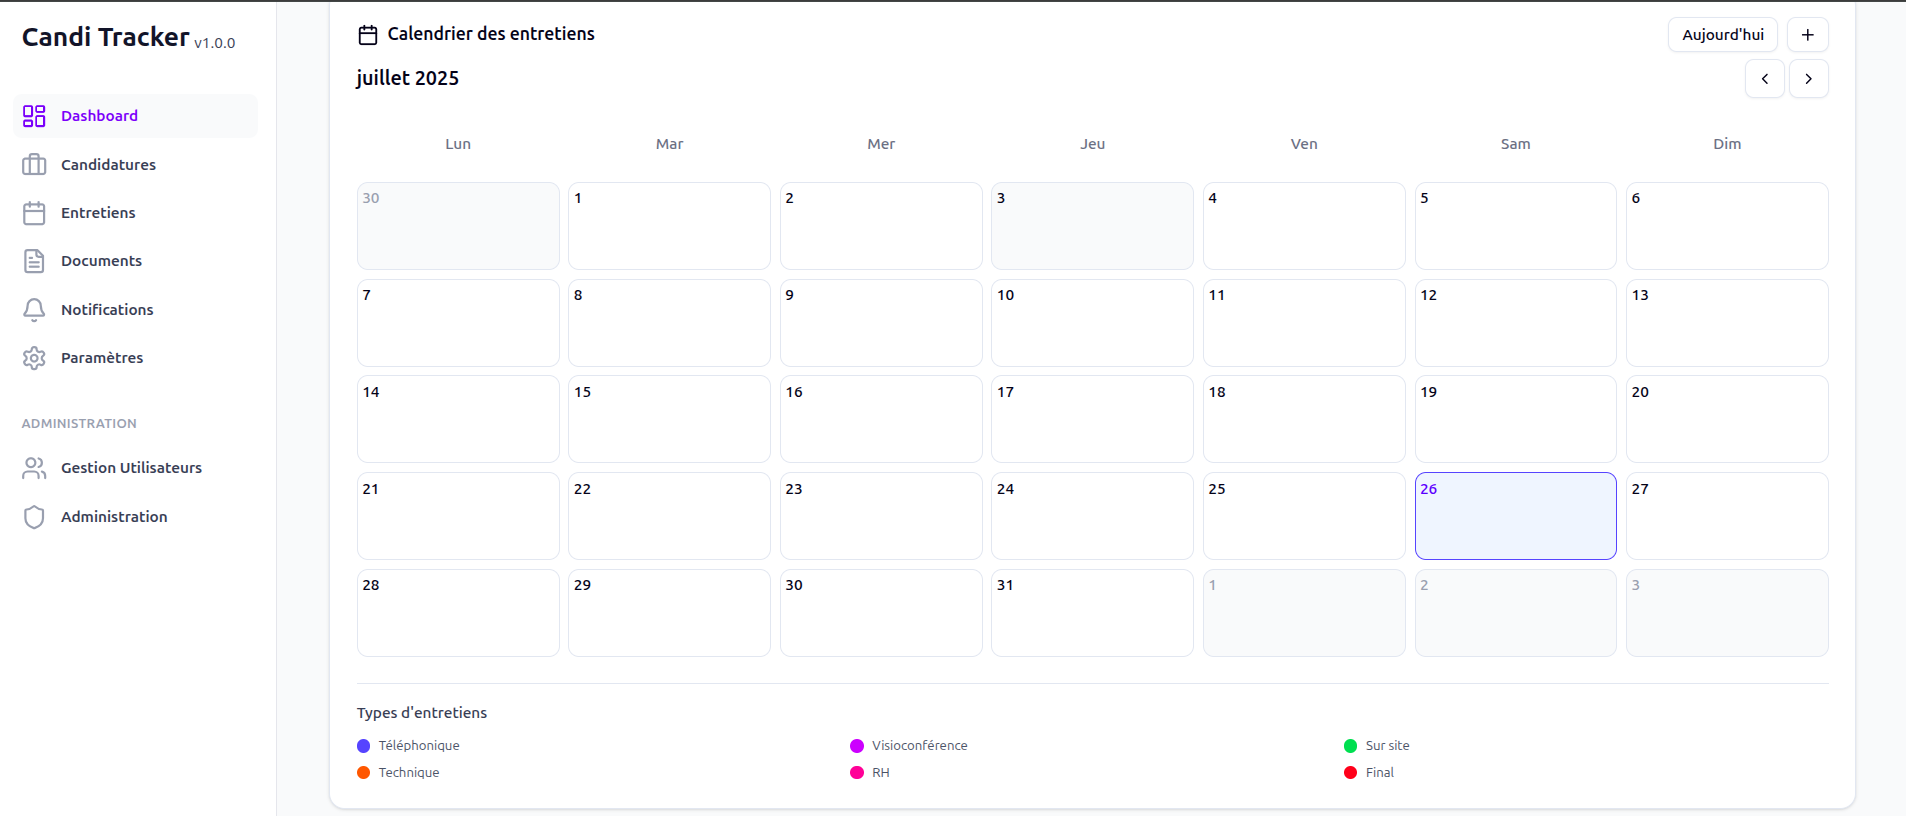 Candi Tracker v1.0.0
Dashboard
Candidatures
Entretiens
Documents
Notifications
Paramètres
ADMINISTRATION
Gestion Utilisateurs
Administration
Calendrier des entretiens
Aujourd'hui +
juillet 2025
Lun Mar Mer Jeu Ven Sam Dim
30 1 2 3 4 5 6
7 8 9 10 11 12 13
14 15 16 17 18 19 20
21 22 23 24 25 26 27
28 29 30 31 1 2 3
Types d'entretiens
Téléphonique Visioconférence Sur site
Technique RH Final